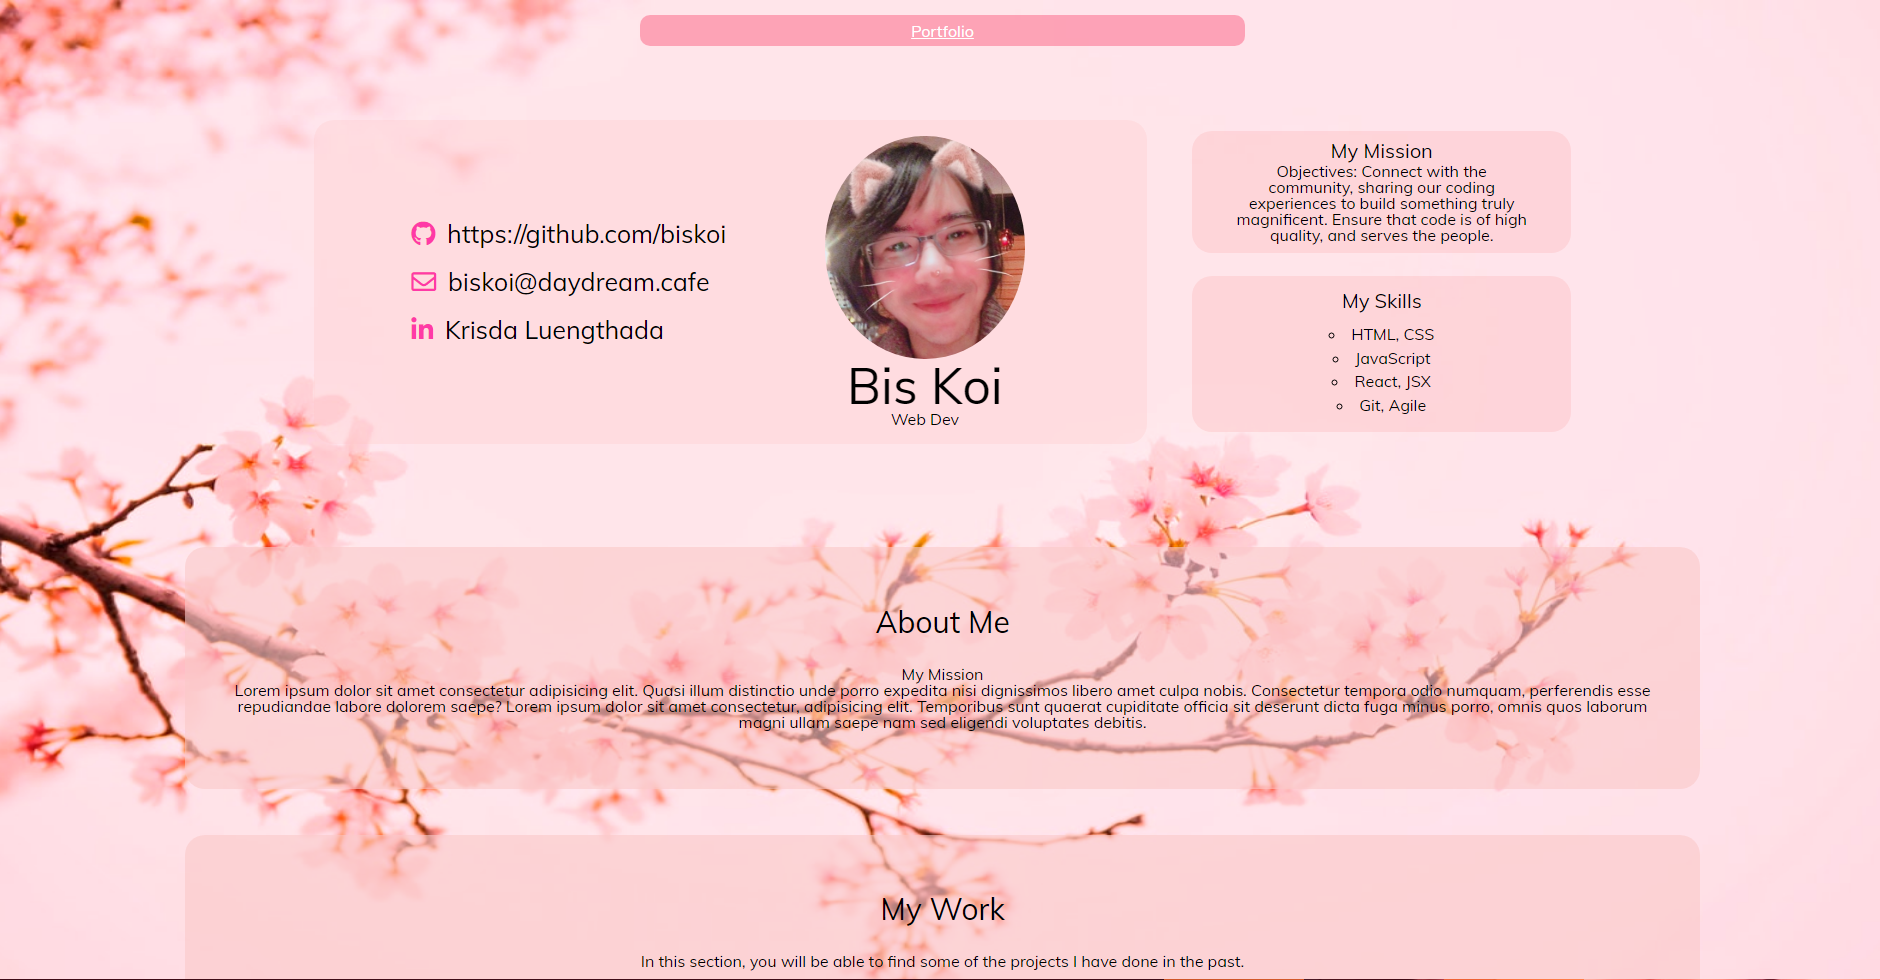 Portfolio
https://github.com/biskoi
biskoi@daydream.cafe
Krisda Luengthada
Bis Koi
Web Dev
My Mission
Objectives: Connect with the
community, sharing our coding
experiences to build something truly
magnificent. Ensure that code is of high
quality, and serves the people.
My Skills
HTML, CSS
JavaScript
React, JSX
Git, Agile
About Me
My Mission
Lorem ipsum dolor sit amet consectetur adipisicing elit. Quasi illum distinctio unde porro expedita nisi dignissimos libero amet culpa nobis. Consectetur tempora odio numquam, perferendis esse
repudiandae labore dolorem saepe? Lorem ipsum dolor sit amet consectetur, adipisicing elit. Temporibus sunt quaerat cupiditate officia sit deserunt dicta fuga minus porro, omnis quos laborum
magni ullam saepe nam sed eligendi voluptates debitis.
My Work
In this section, you will be able to find some of the projects I have done in the past.